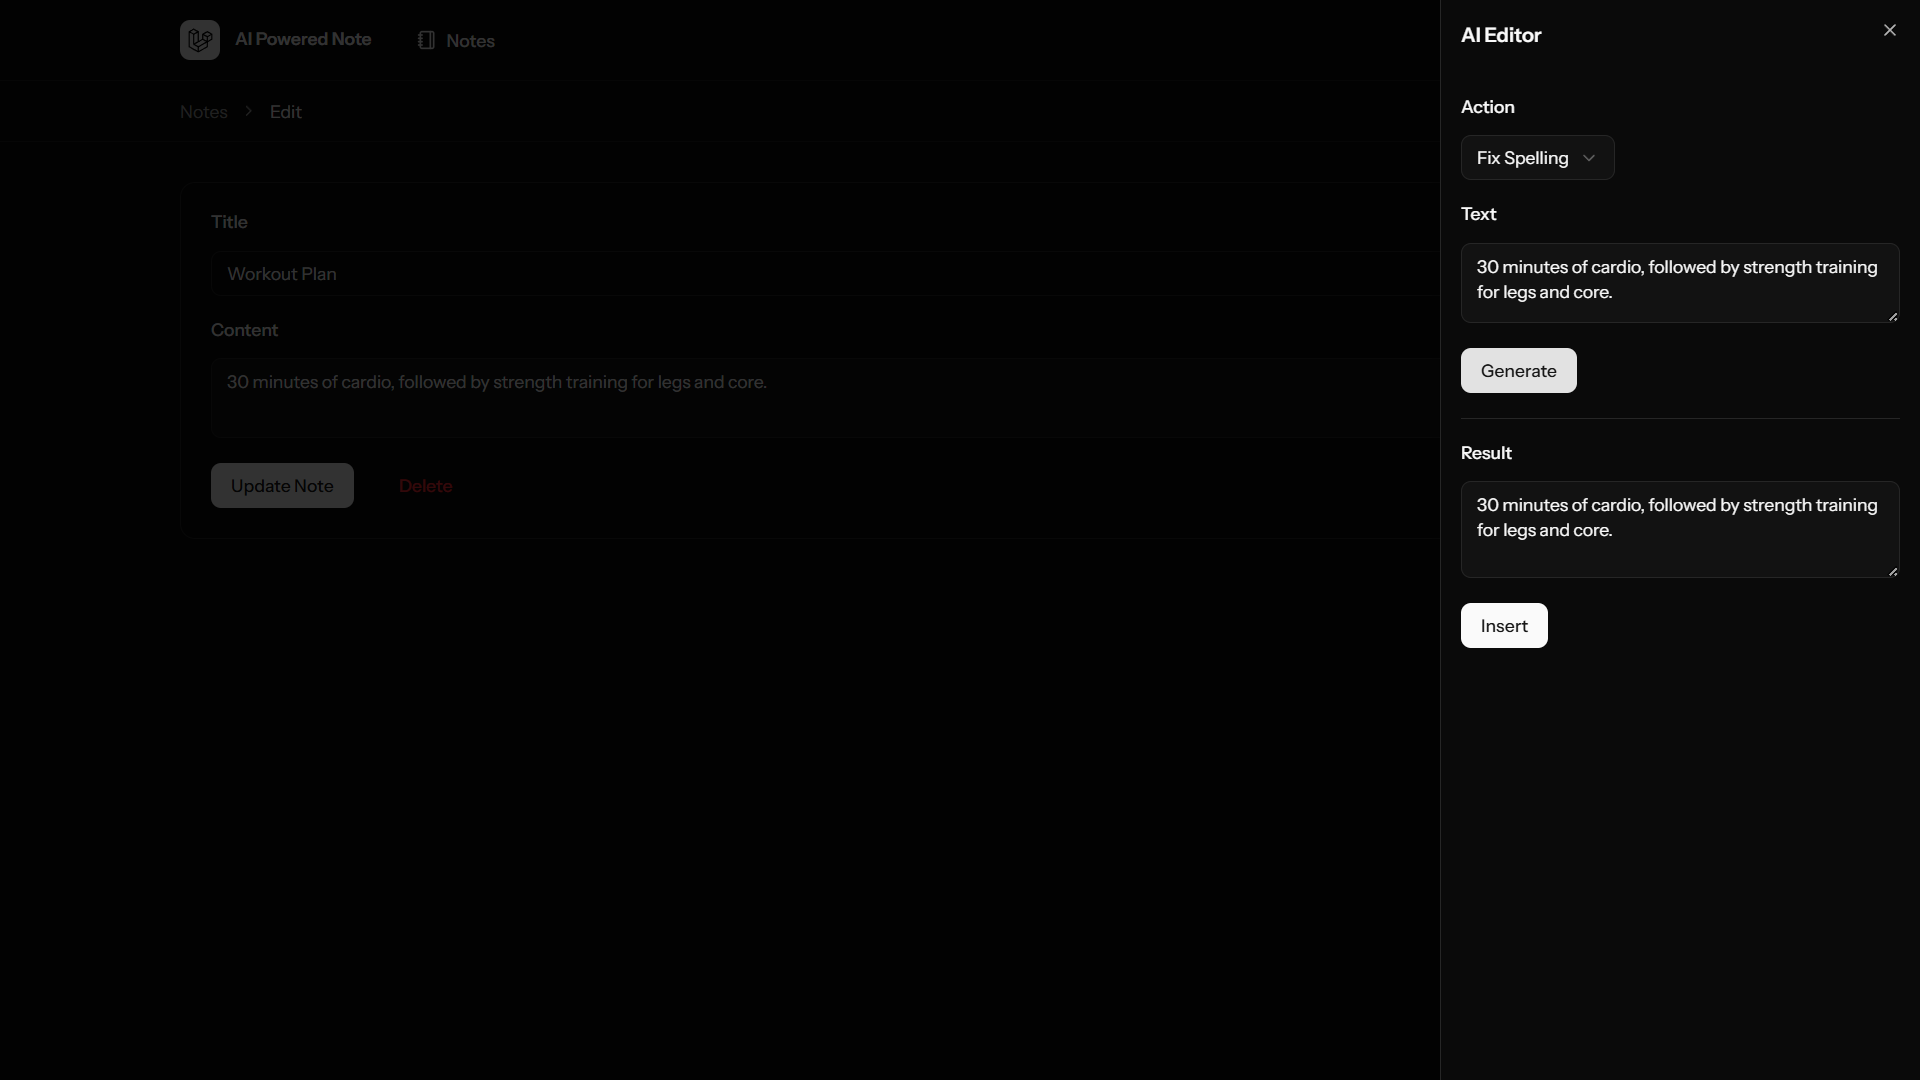 AI Powered Note
Notes
Notes > Edit
Title
Workout Plan
Content
30 minutes of cardio, followed by strength training for legs and core.
Update Note
Delete
AI Editor
Action
Fix Spelling
Text
30 minutes of cardio, followed by strength training
for legs and core.
Generate
Result
30 minutes of cardio, followed by strength training
for legs and core.
Insert